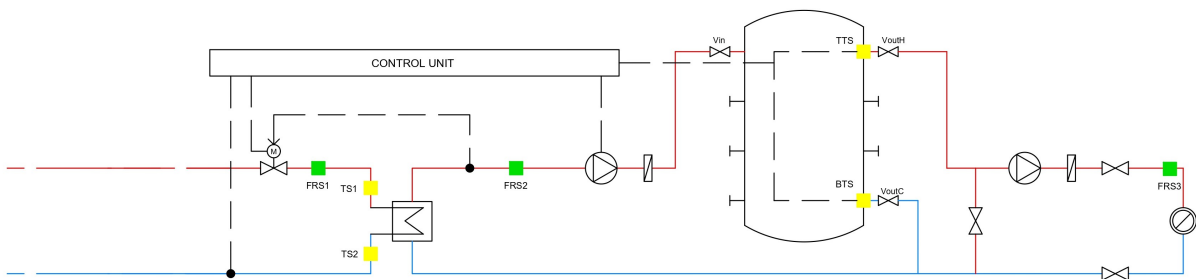 Vin
TTS
VoutH
CONTROL UNIT
M
FRS1
TS1
FRS2
BTS
VoutC
FRS3
TS2